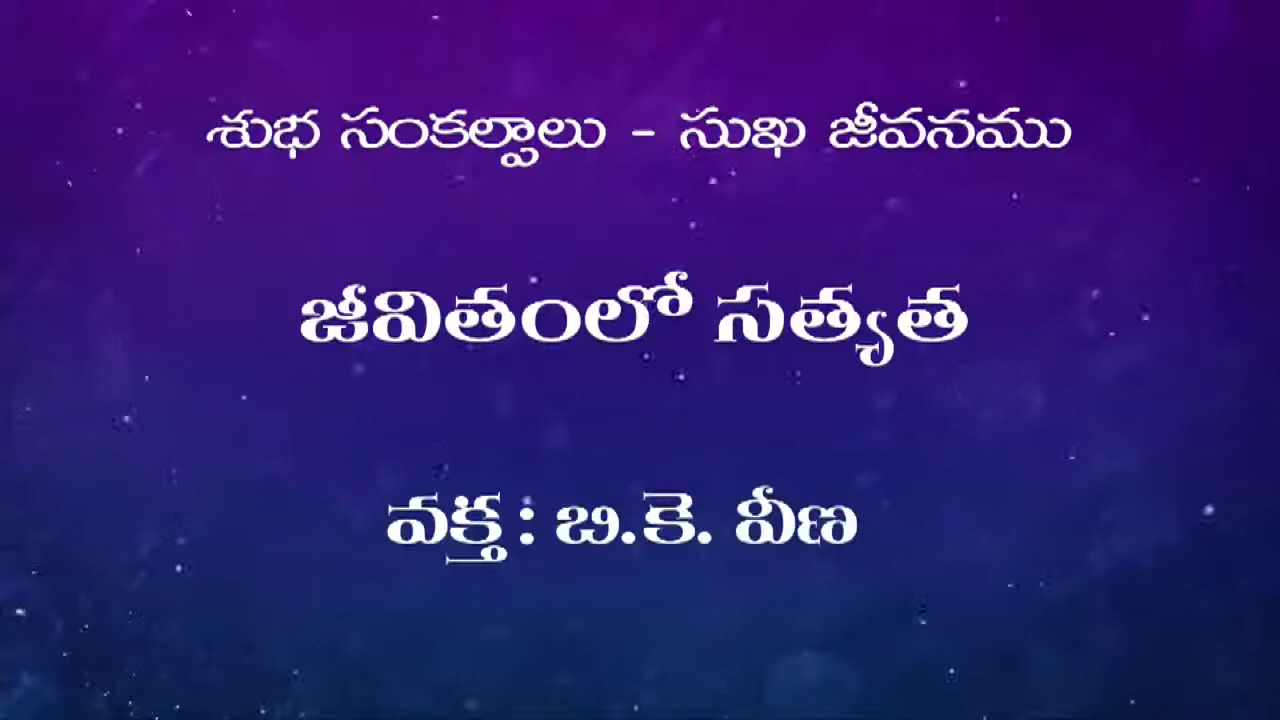 శుభ సంకల్పాలు - సుఖ జీవనము
జీవితంలో సత్యత
వక్త : బి.కె. వీణ